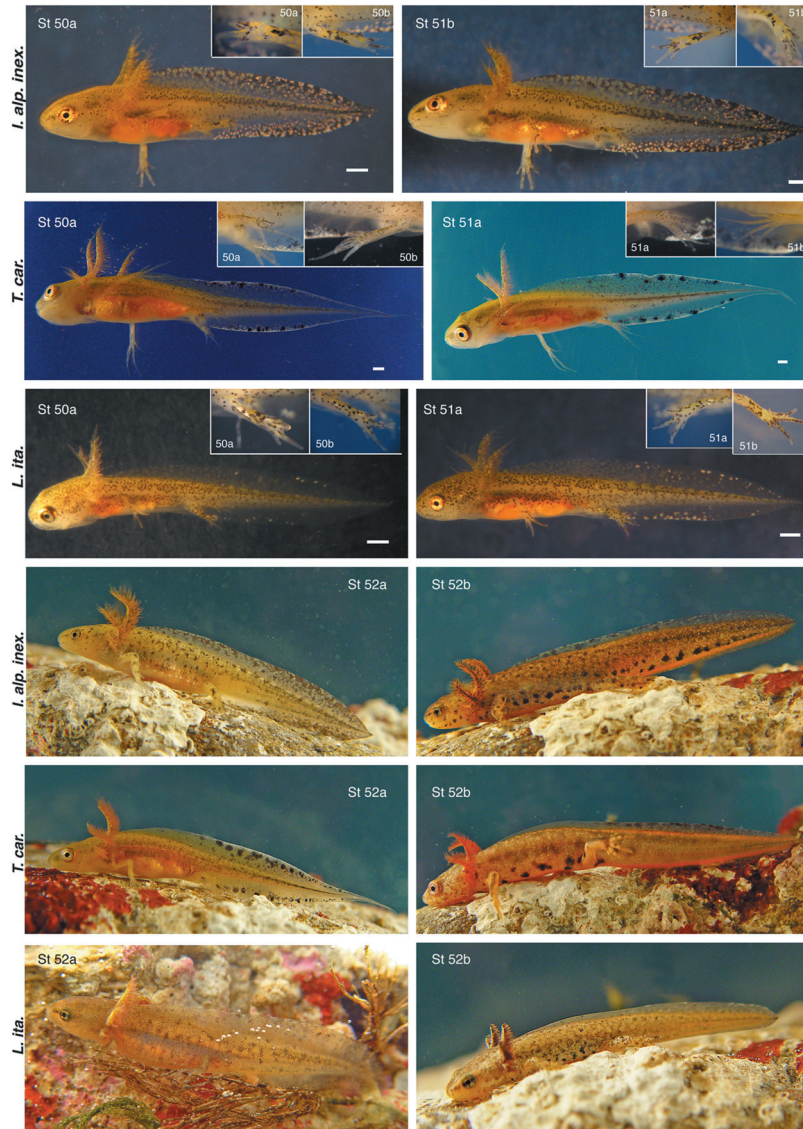 I. alp. inex.
St 50a
50a
50b
St 51b
51a
51b
T. car.
St 50a
50a
50b
St 51a
51a
51b
L. ita.
St 50a
50a
50b
St 51a
51a
51b
I. alp. inex.
St 52a
St 52b
T. car.
St 52a
St 52b
L. ita.
St 52a
St 52b